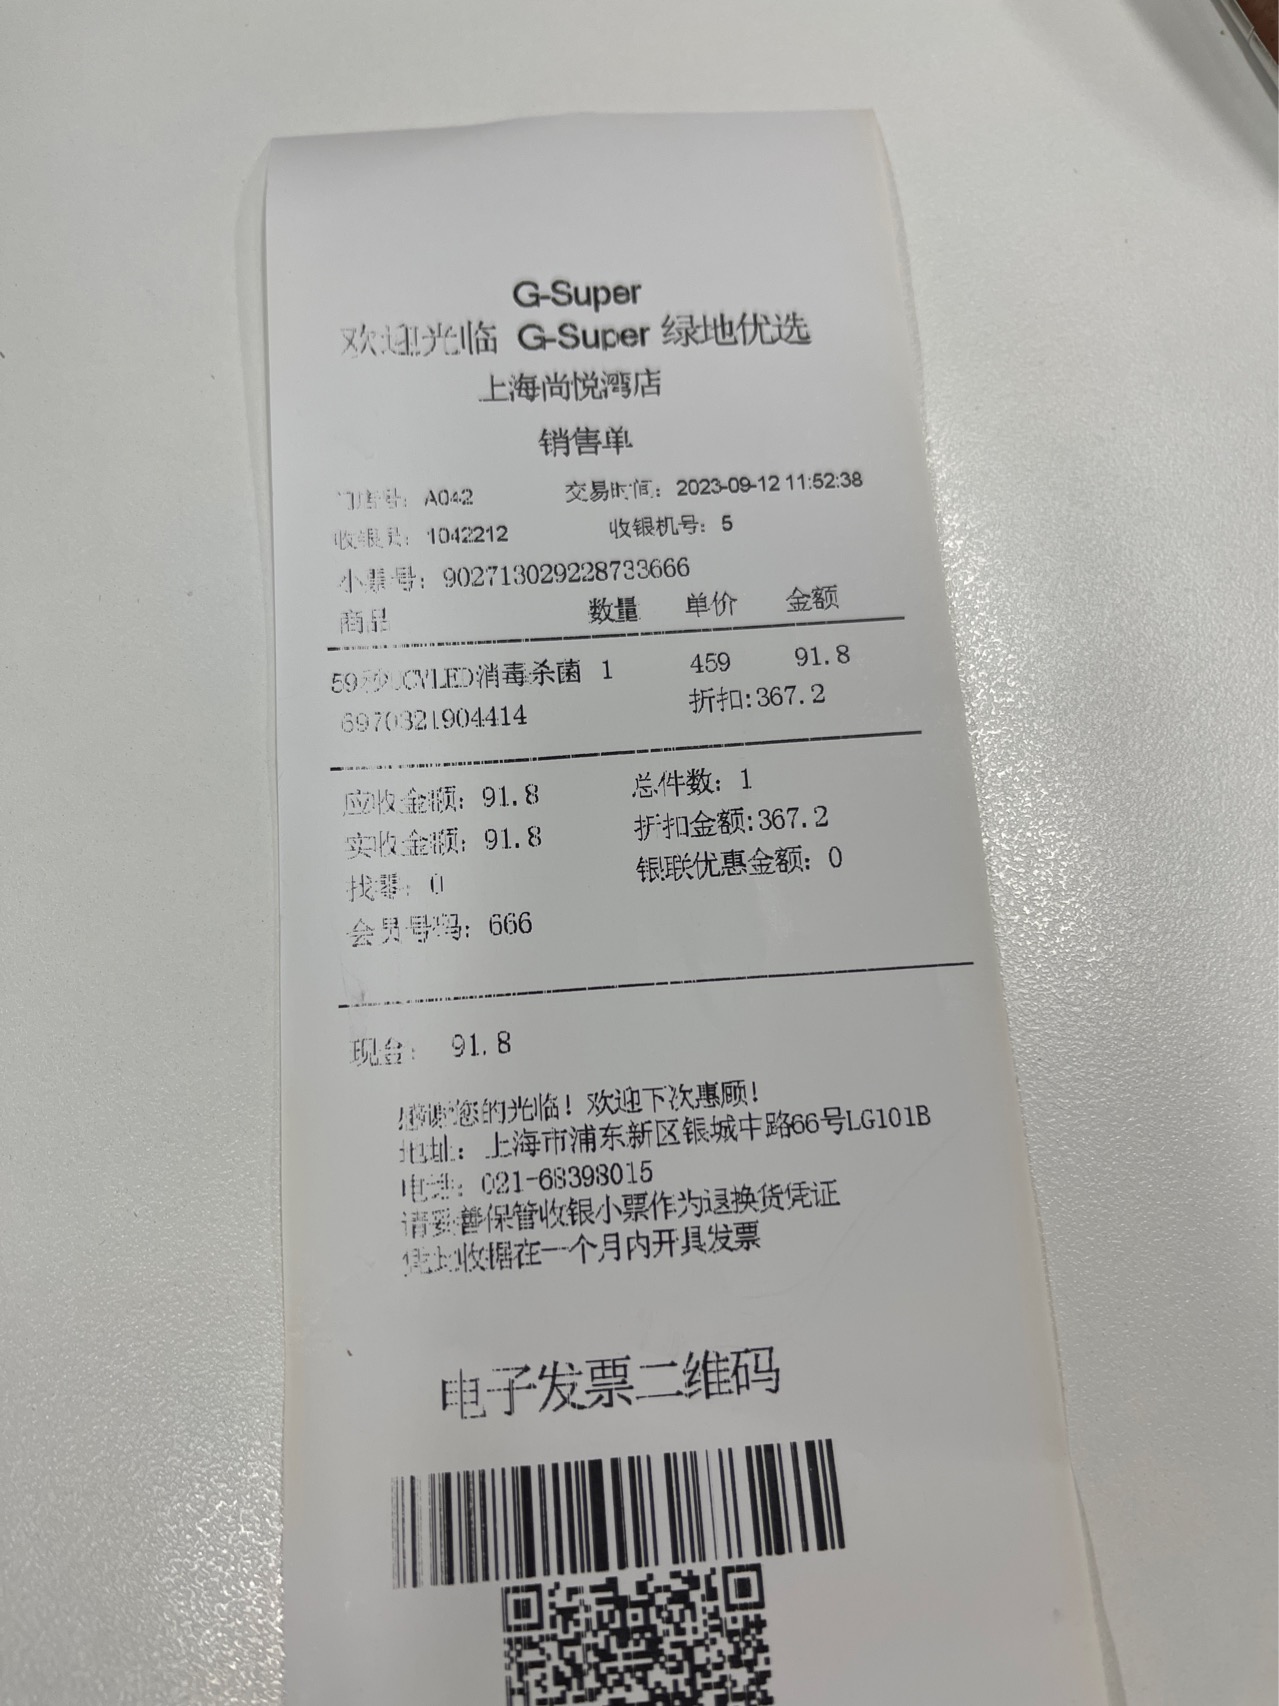 G-Super
欢迎光临 G-Super 绿地优选
上海尚悦湾店
销售单
门店号: A042 交易时间: 2023-09-12 11:52:38
收银员: 1042212 收银机号: 5
小票号: 902713029228733666
商品 数量 单价 金额
59秒UCVLED消毒杀菌 1 459 91.8
6970321904414 折扣:367.2
应收金额: 91.8 总件数: 1
实收金额: 91.8 折扣金额:367.2
找零: 0 银联优惠金额: 0
会员号码: 666
现金: 91.8
感谢您的光临! 欢迎下次惠顾!
地址: 上海市浦东新区银城中路66号LG101B
电话: 021-68398015
请妥善保管收银小票作为退换货凭证
凭此收据在一个月内开具发票
电子发票二维码